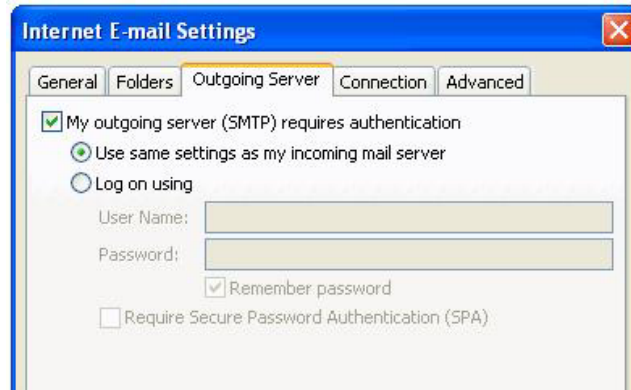 Internet E-mail Settings
General Folders Outgoing Server Connection Advanced
My outgoing server (SMTP) requires authentication
Use same settings as my incoming mail server
Log on using
User Name:
Password:
Remember password
Require Secure Password Authentication (SPA)